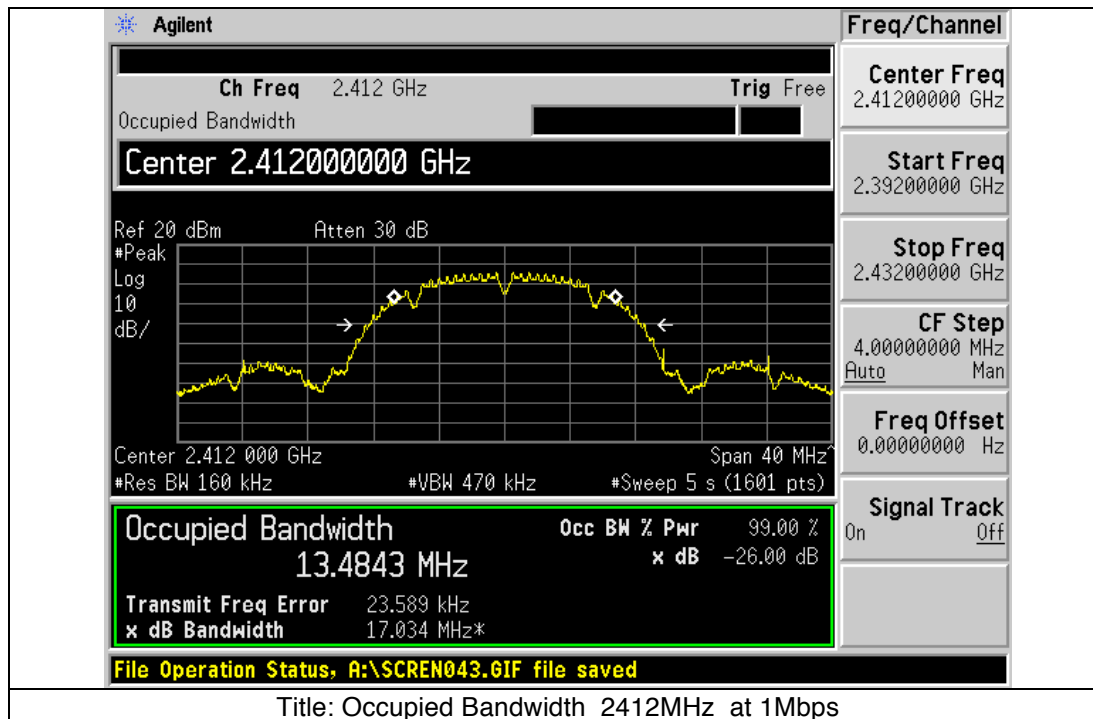 Agilent
Freq/Channel
Ch Freq 2.412 GHz Trig Free
Occupied Bandwidth
Center 2.412000000 GHz
Center Freq
2.41200000 GHz
Start Freq
2.39200000 GHz
Stop Freq
2.43200000 GHz
CF Step
4.00000000 MHz
Auto Man
Freq Offset
0.00000000 Hz
Signal Track
On Off
Ref 20 dBm Atten 30 dB
#Peak
Log
10
dB/
Center 2.412 000 GHz Span 40 MHz^
#Res BW 160 kHz #VBW 470 kHz #Sweep 5 s (1601 pts)
Occupied Bandwidth Occ BW % Pwr 99.00 %
13.4843 MHz x dB -26.00 dB
Transmit Freq Error 23.589 kHz
x dB Bandwidth 17.034 MHz*
File Operation Status, A:\SCREN043.GIF file saved
Title: Occupied Bandwidth 2412MHz at 1Mbps